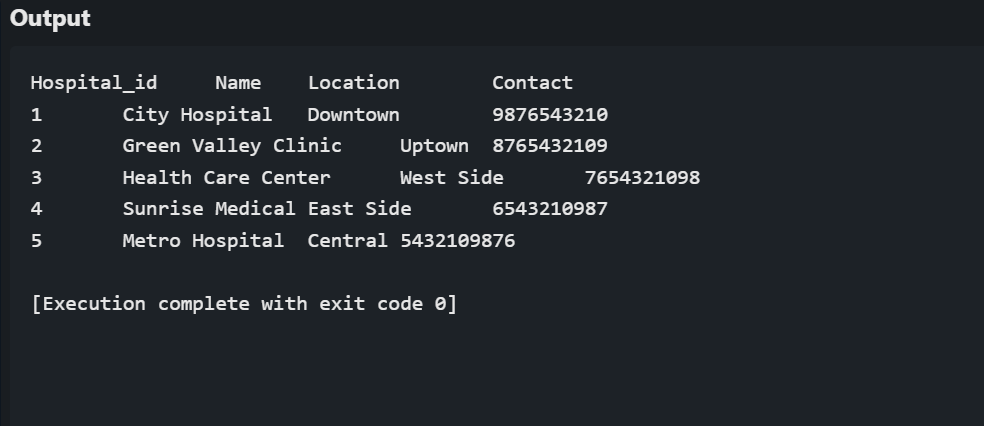 Output
Hospital_id	Name	Location	Contact
1	City Hospital	Downtown	9876543210
2	Green Valley Clinic	Uptown	8765432109
3	Health Care Center	West Side	7654321098
4	Sunrise Medical	East Side	6543210987
5	Metro Hospital	Central	5432109876
[Execution complete with exit code 0]